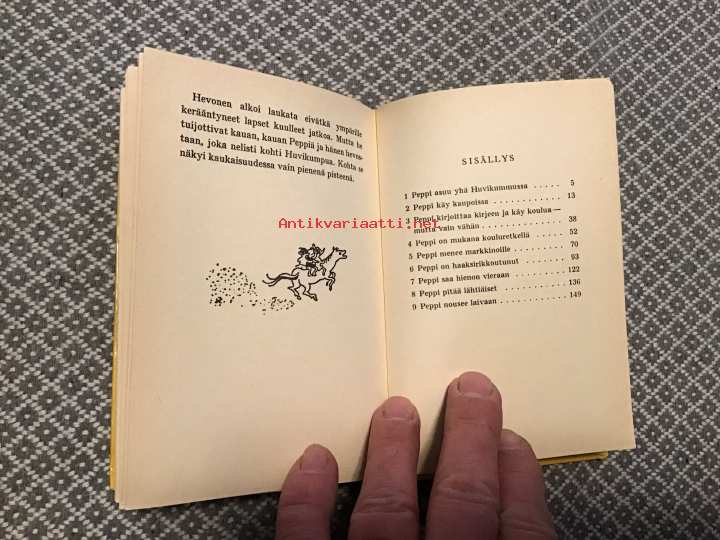 Hevonen alkoi laukata eivätkä ympärille
kerääntyneet lapset kuulleet jatkoa. Mutta he
tuijottivat kauan, kauan Peppiä ja hänen hevos-
taan, joka nelisti kohti Huvikumpua. Kohta se
näkyi kaukaisuudessa vain pienenä pisteenä.
SISÄLLYS
1 Peppi asuu yhä Huvikummussa ..... 5
2 Peppi käy kaupoissa ......... 13
3 Peppi kirjoittaa kirjeen ja käy koulua —
mutta vain vähän ........ 38
4 Peppi on mukana kouluretkellä .... 52
5 Peppi menee markkinoille ....... 70
6 Peppi on haaksirikkoutunut ...... 93
7 Peppi saa hienon vieraan ....... 122
8 Peppi pitää lähtiäiset ......... 136
9 Peppi nousee laivaan .......... 149
Antikvariaatti.net